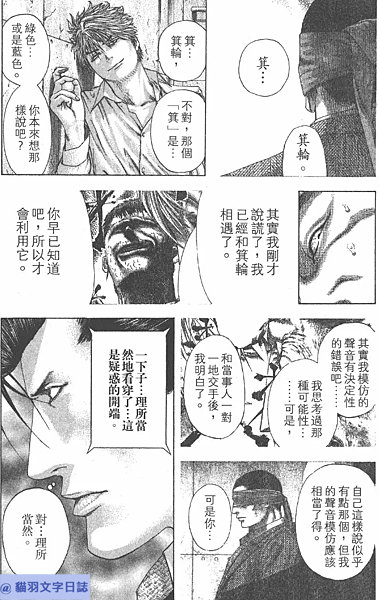 箕…
箕輪。
箕…
箕輪，
不對，那個
「箕」是…
綠色…
或是藍色。
你本來想那
樣說吧？
其實我剛才
說謊了，我
已經和箕輪
相遇了。
你早已知道
吧，所以才
會利用它。
其實我模仿的
聲音有決定性
的錯誤吧……
我思考過那
種可能性…
…可是，
和當事人一對
一地交手後，
我明白了。
一下子…理所當
然地看穿了…這
是疑惑的開端。
自己這樣說似乎
有點那個，但我
的聲音模仿應該
相當了得。
可是你…
對…理所
當然。
@貓羽文字日誌